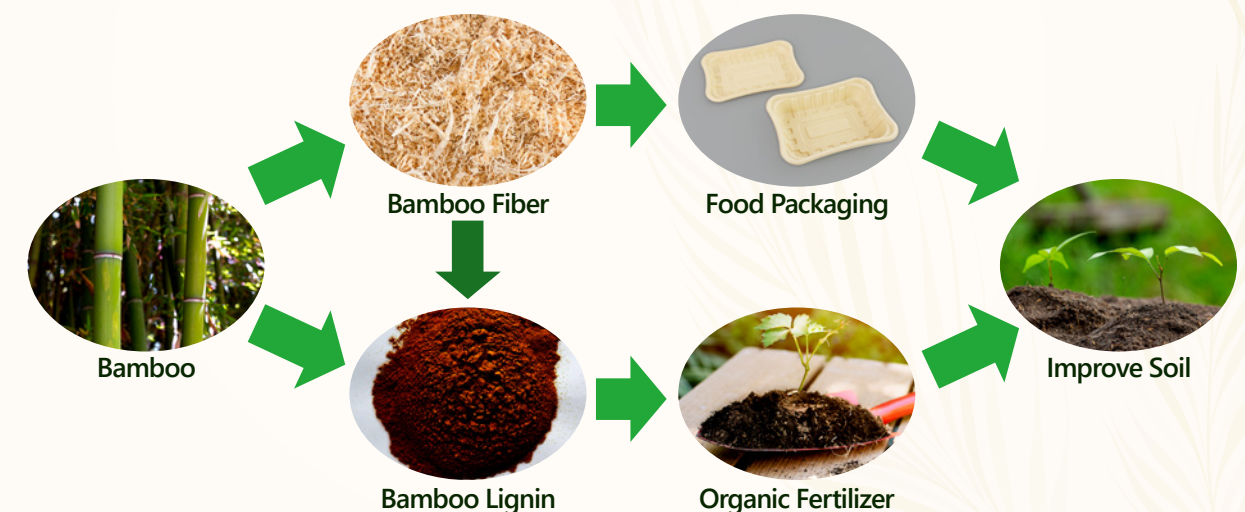 Bamboo Fiber
Food Packaging
Bamboo
Improve Soil
Bamboo Lignin
Organic Fertilizer